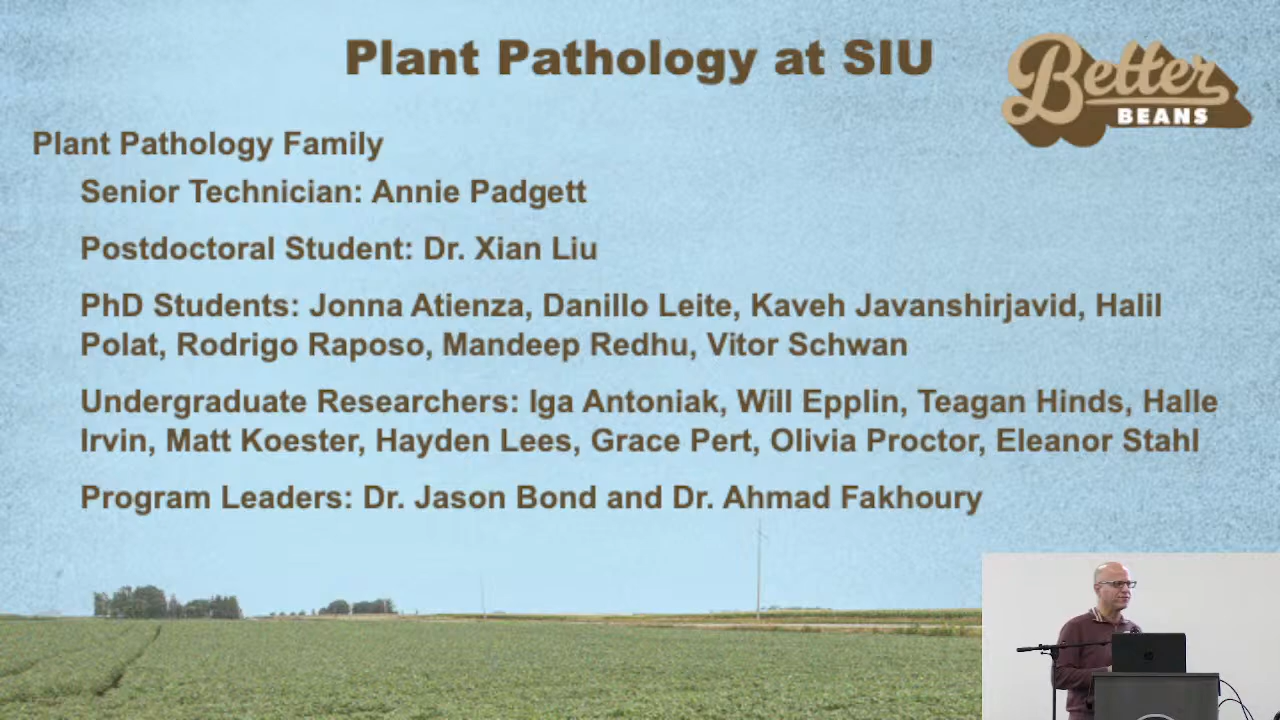 Plant Pathology at SIU
Better
BEANS
Plant Pathology Family
Senior Technician: Annie Padgett
Postdoctoral Student: Dr. Xian Liu
PhD Students: Jonna Atienza, Danillo Leite, Kaveh Javanshirjavid, Halil
Polat, Rodrigo Raposo, Mandeep Redhu, Vitor Schwan
Undergraduate Researchers: Iga Antoniak, Will Epplin, Teagan Hinds, Halle
Irvin, Matt Koester, Hayden Lees, Grace Pert, Olivia Proctor, Eleanor Stahl
Program Leaders: Dr. Jason Bond and Dr. Ahmad Fakhoury